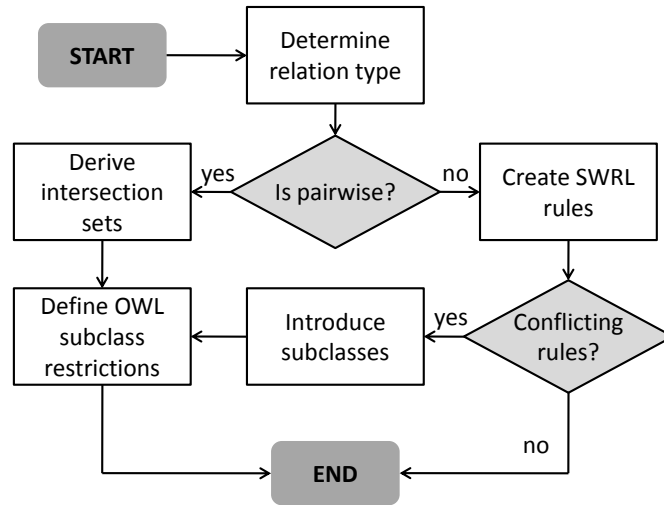 START
Determine
relation type
yes
Is pairwise?
no
Derive
intersection
sets
Create SWRL
rules
Define OWL
subclass
restrictions
Introduce
subclasses
yes
Conflicting
rules?
no
END